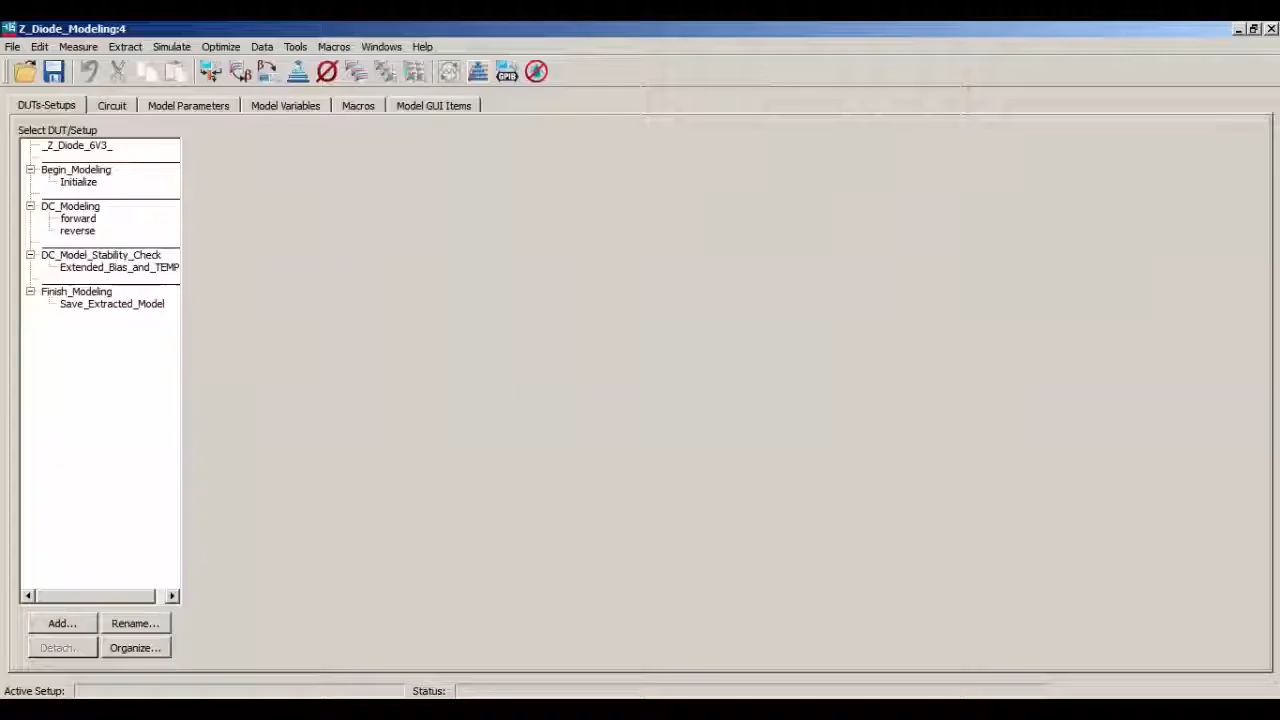 Z_Diode_Modeling:4
File Edit Measure Extract Simulate Optimize Data Tools Macros Windows Help
GPIB
DUTs-Setups Circuit Model Parameters Model Variables Macros Model GUI Items
Select DUT/Setup
_Z_Diode_6V3_
Begin_Modeling
Initialize
DC_Modeling
forward
reverse
DC_Model_Stability_Check
Extended_Bias_and_TEMP
Finish_Modeling
Save_Extracted_Model
Add... Rename...
Detach... Organize...
Active Setup: Status: